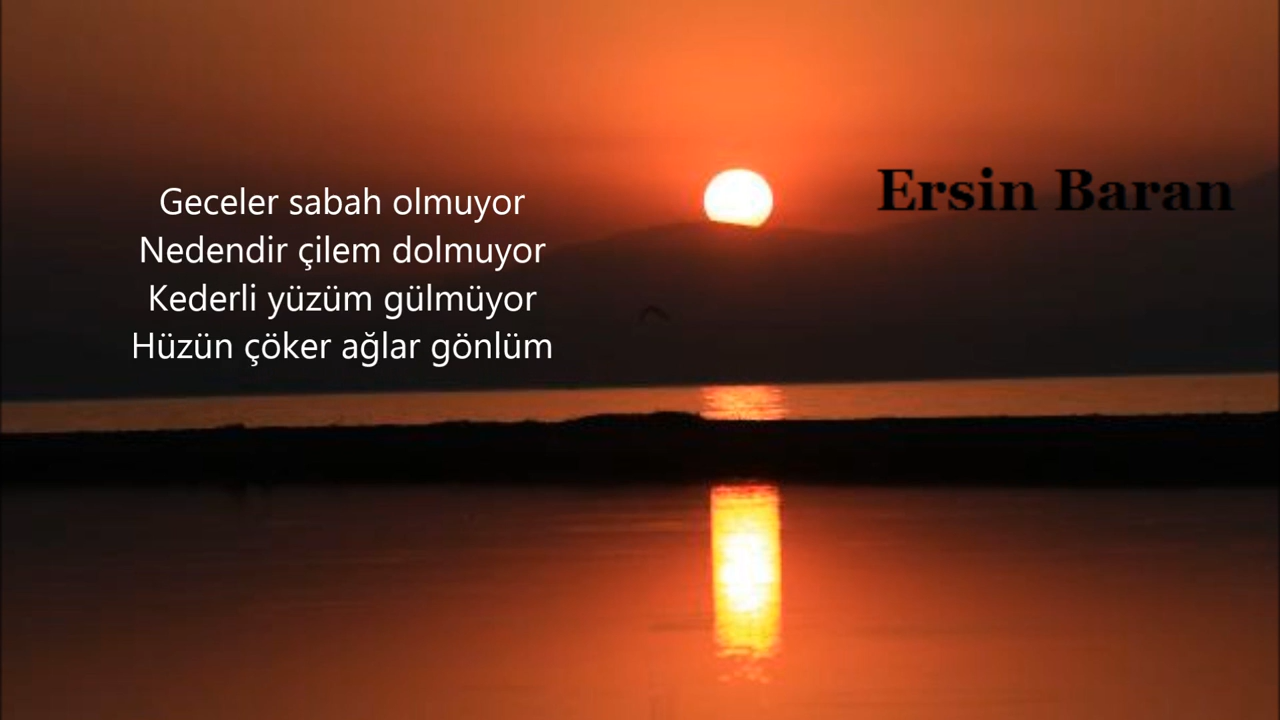 Geceler sabah olmuyor
Nedendir çilem dolmuyor
Kederli yüzüm gülmüyor
Hüzün çöker ağlar gönlüm
Ersin Baran